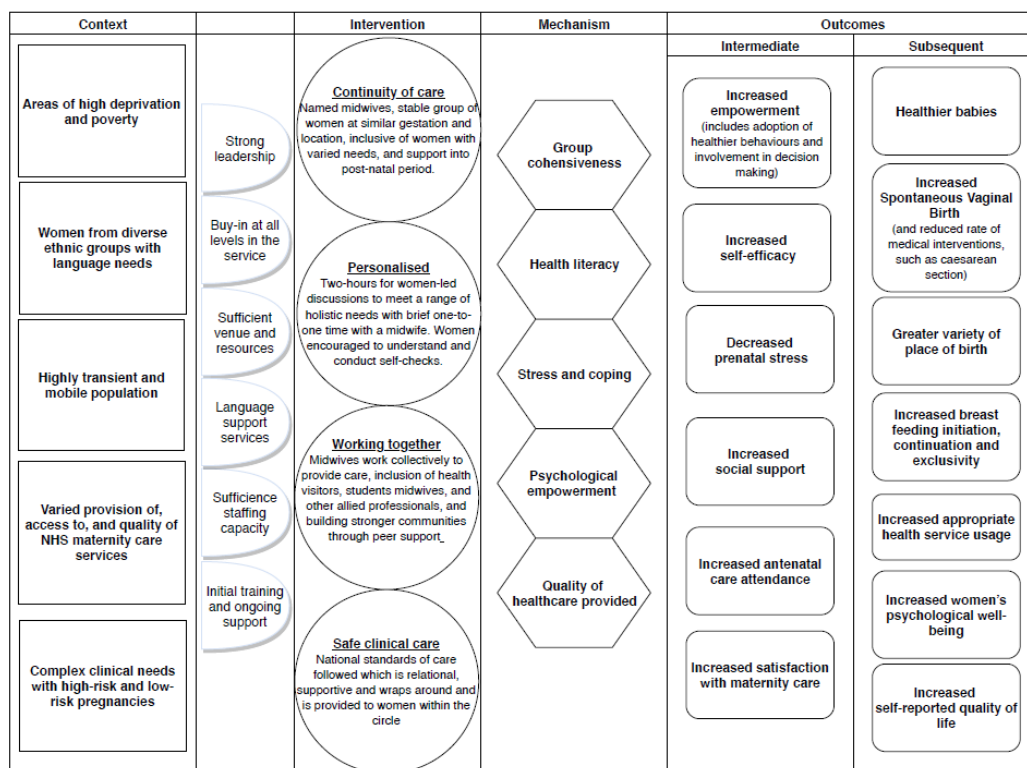 Context
Intervention
Mechanism
Outcomes
Intermediate
Subsequent
Areas of high deprivation
and poverty
Women from diverse
ethnic groups with
language needs
Highly transient and
mobile population
Varied provision of,
access to, and quality of
NHS maternity care
services
Complex clinical needs
with high-risk and low-
risk pregnancies
Strong
leadership
Buy-in at all
levels in the
service
Sufficient
venue and
resources
Language
support
services
Sufficience
staffing
capacity
Initial training
and ongoing
support
Continuity of care
Named midwives, stable group of
women at similar gestation and
location, inclusive of women with
varied needs, and support into
post-natal period.
Personalised
Two-hours for women-led
discussions to meet a range of
holistic needs with brief one-to-
one time with a midwife. Women
encouraged to understand and
conduct self-checks.
Working together
Midwives work collectively to
provide care, inclusion of health
visitors, students midwives, and
other allied professionals, and
building stronger communities
through peer support_
Safe clinical care
National standards of care
followed which is relational,
supportive and wraps around and
is provided to women within the
circle
Group
cohensiveness
Health literacy
Stress and coping
Psychological
empowerment
Quality of
healthcare provided
Increased
empowerment
(includes adoption of
healthier behaviours and
involvement in decision
making)
Increased
self-efficacy
Decreased
prenatal stress
Increased
social support
Increased antenatal
care attendance
Increased satisfaction
with maternity care
Healthier babies
Increased
Spontaneous Vaginal
Birth
(and reduced rate of
medical interventions,
such as caesarean
section)
Greater variety of
place of birth
Increased breast
feeding initiation,
continuation and
exclusivity
Increased appropriate
health service usage
Increased women's
psychological well-
being
Increased
self-reported quality of
life